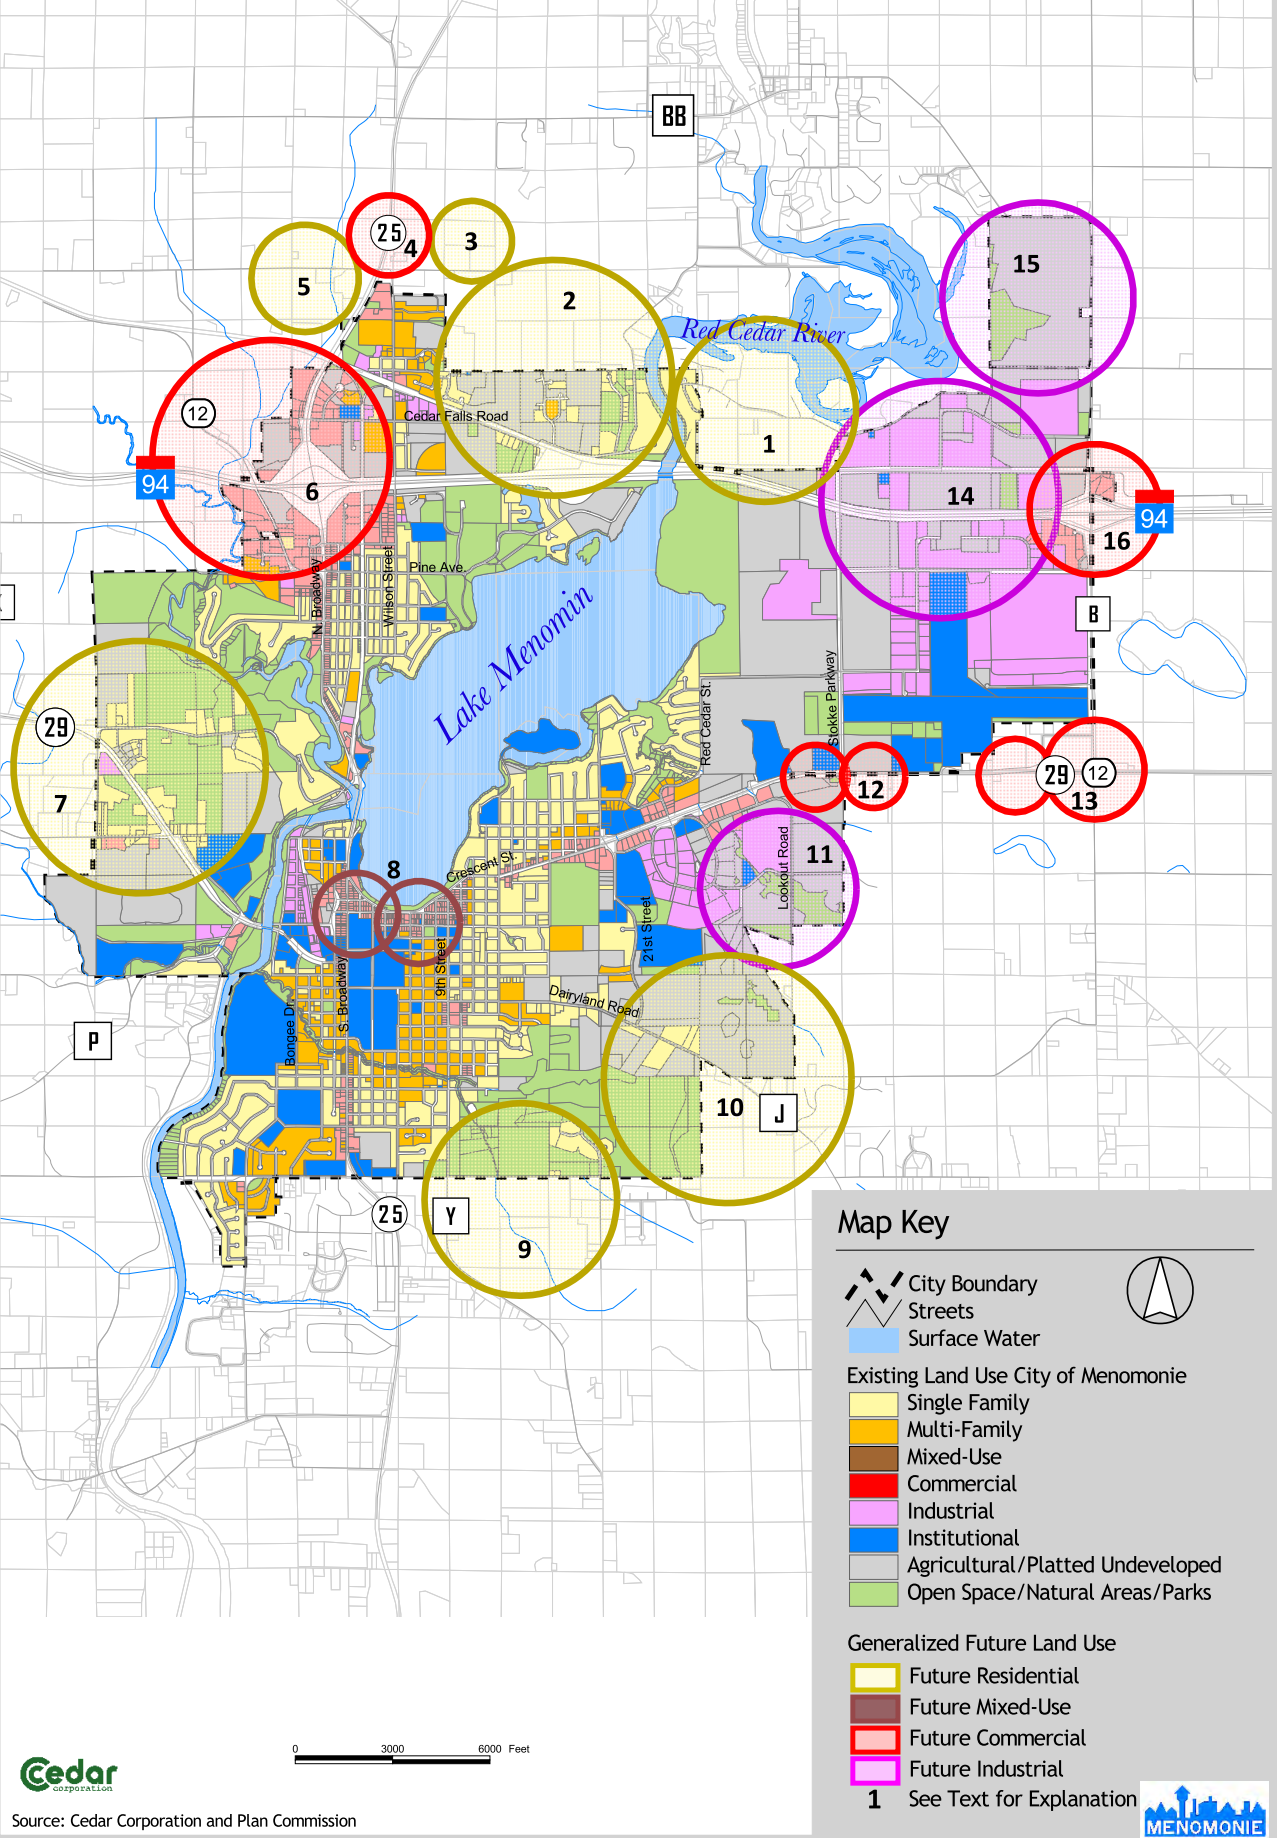 BB
25
4
3
5
2
15
Red Cedar River
12
Cedar Falls Road
1
94
6
14
94
16
Pine Ave.
N. Broadway
Wilson Street
Lake Menomin
B
Stokke Parkway
Red Cedar St.
29
7
12
29
12
13
8
Crescent St.
Lookout Road
11
21st Street
9th Street
S. Broadway
Bongee Dr.
Dairyland Road
P
10
J
25
Y
9
Map Key
City Boundary
Streets
Surface Water
Existing Land Use City of Menomonie
Single Family
Multi-Family
Mixed-Use
Commercial
Industrial
Institutional
Agricultural/Platted Undeveloped
Open Space/Natural Areas/Parks
Generalized Future Land Use
Future Residential
Future Mixed-Use
Future Commercial
Future Industrial
1 See Text for Explanation
0 3000 6000 Feet
Cedar
corporation
Source: Cedar Corporation and Plan Commission
MENOMONIE